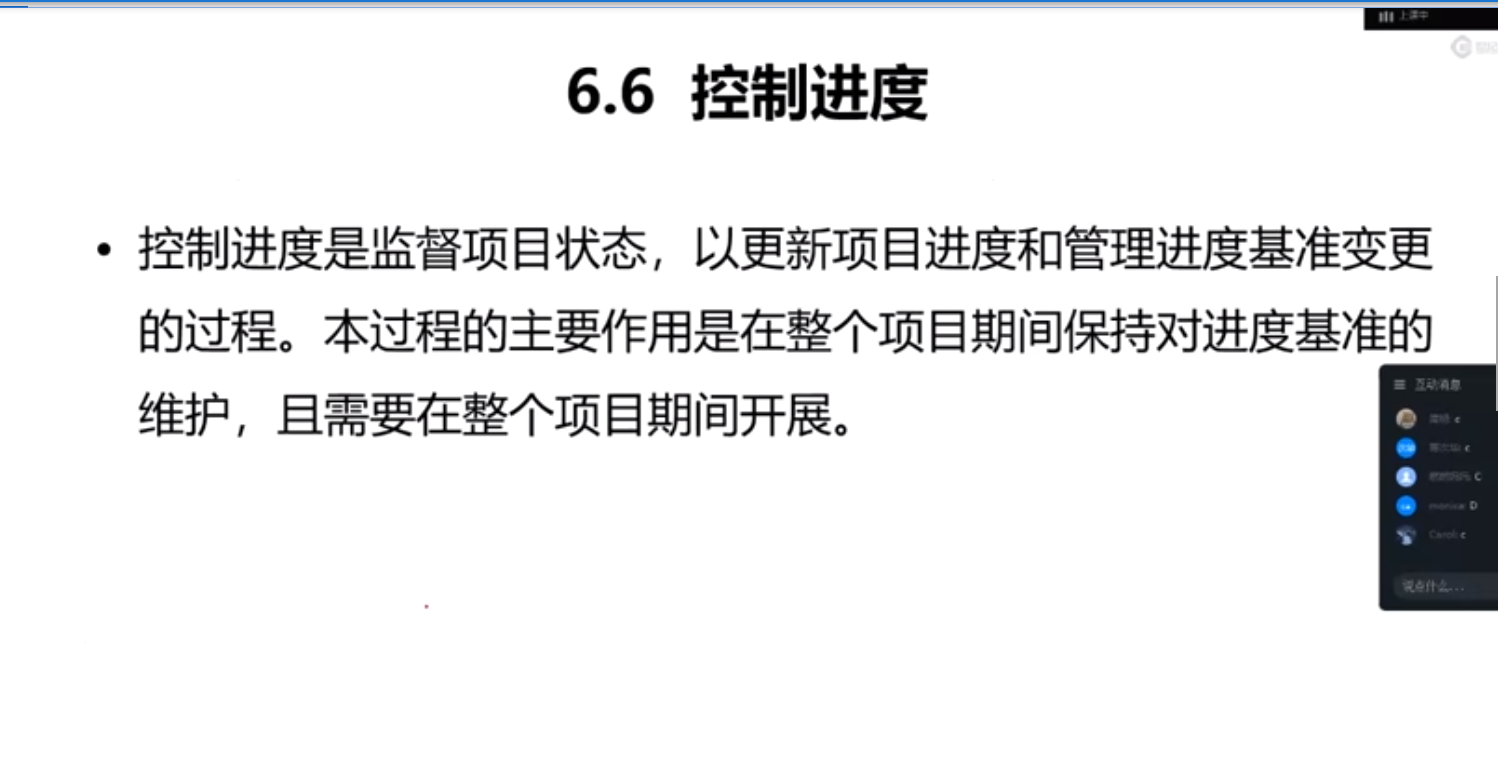 上课中
6.6 控制进度
• 控制进度是监督项目状态，以更新项目进度和管理进度基准变更
的过程。本过程的主要作用是在整个项目期间保持对进度基准的
维护，且需要在整个项目期间开展。
互动消息
c
c
C
D
Carol: c
说点什么...